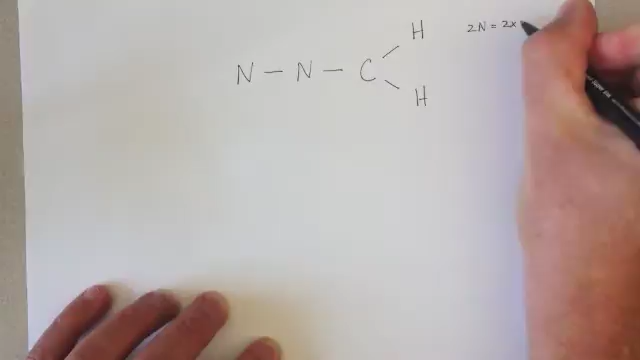 H
2N = 2x
N — N — C
H